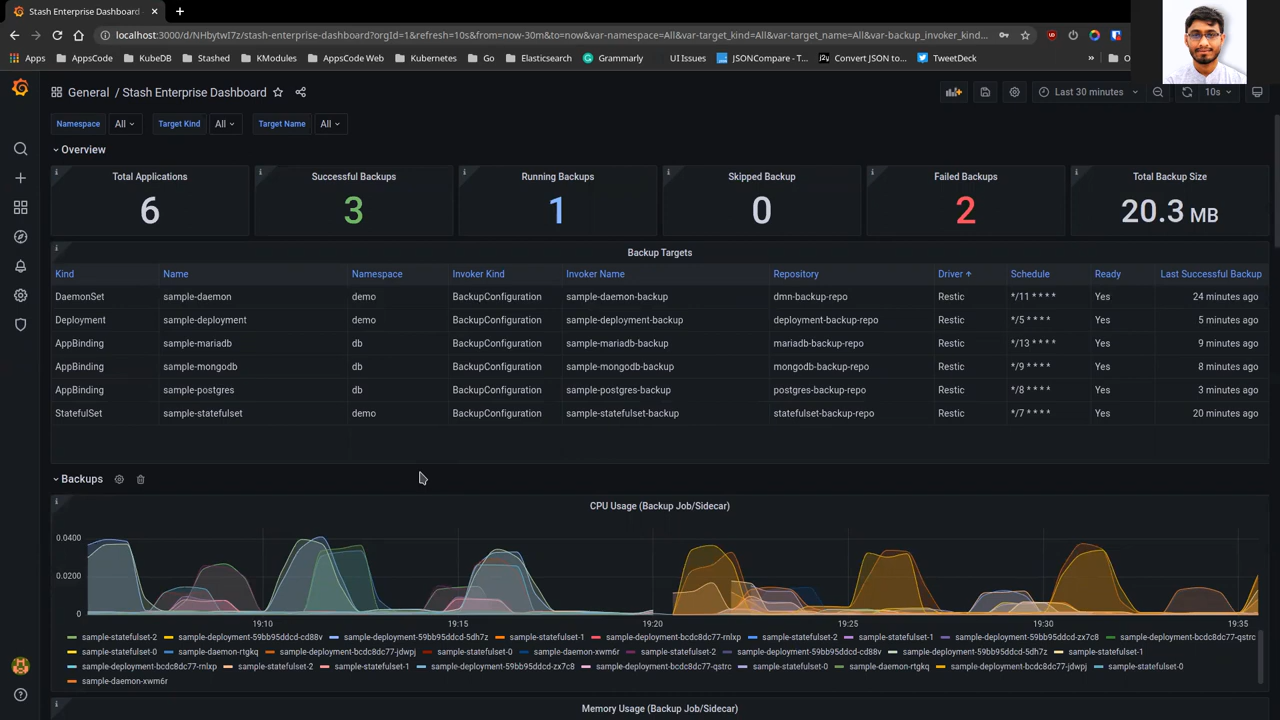 Stash Enterprise Dashboard
localhost:3000/d/NHbytwI7z/stash-enterprise-dashboard?orgId=1&refresh=10s&from=now-30m&to=now&var-namespace=All&var-target_kind=All&var-target_name=All&var-backup_invoker_kind...
Apps AppsCode KubeDB Stashed KModules AppsCode Web Kubernetes Go Elasticsearch Grammarly UI Issues JSONCompare - T... Convert JSON to... TweetDeck » O
General / Stash Enterprise Dashboard Last 30 minutes 10s
Namespace All Target Kind All Target Name All
Overview
Total Applications Successful Backups Running Backups Skipped Backup Failed Backups Total Backup Size
6 3 1 0 2 20.3 MB
Backup Targets
Kind Name Namespace Invoker Kind Invoker Name Repository Driver Schedule Ready Last Successful Backup
DaemonSet sample-daemon demo BackupConfiguration sample-daemon-backup dmn-backup-repo Restic */11 * * * * Yes 24 minutes ago
Deployment sample-deployment demo BackupConfiguration sample-deployment-backup deployment-backup-repo Restic */5 * * * * Yes 5 minutes ago
AppBinding sample-mariadb db BackupConfiguration sample-mariadb-backup mariadb-backup-repo Restic */13 * * * * Yes 9 minutes ago
AppBinding sample-mongodb db BackupConfiguration sample-mongodb-backup mongodb-backup-repo Restic */9 * * * * Yes 8 minutes ago
AppBinding sample-postgres db BackupConfiguration sample-postgres-backup postgres-backup-repo Restic */8 * * * * Yes 3 minutes ago
StatefulSet sample-statefulset demo BackupConfiguration sample-statefulset-backup statefulset-backup-repo Restic */7 * * * * Yes 20 minutes ago
Backups
CPU Usage (Backup Job/Sidecar)
0.0400
0.0200
0
19:10 19:15 19:20 19:25 19:30 19:35
sample-statefulset-2 sample-deployment-59bb95ddcd-cd88v sample-deployment-59bb95ddcd-5dh7z sample-statefulset-1 sample-deployment-bcdc8dc77-rnlxp sample-statefulset-2 sample-statefulset-1 sample-deployment-59bb95ddcd-zx7c8 sample-deployment-bcdc8dc77-qstrc
sample-statefulset-0 sample-daemon-rtgkq sample-deployment-bcdc8dc77-jdwpj sample-statefulset-0 sample-daemon-xwm6r sample-statefulset-2 sample-deployment-59bb95ddcd-cd88v sample-deployment-59bb95ddcd-5dh7z sample-statefulset-1
sample-deployment-bcdc8dc77-rnlxp sample-statefulset-2 sample-statefulset-1 sample-deployment-59bb95ddcd-zx7c8 sample-deployment-bcdc8dc77-qstrc sample-statefulset-0 sample-daemon-rtgkq sample-deployment-bcdc8dc77-jdwpj sample-statefulset-0
sample-daemon-xwm6r
Memory Usage (Backup Job/Sidecar)